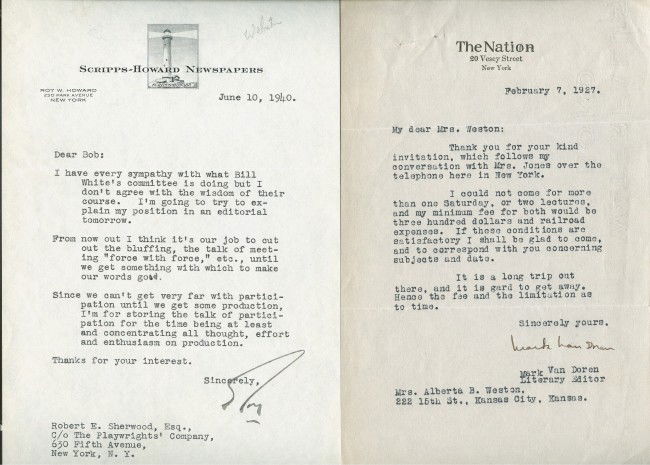 Scripps-Howard Newspapers
ROY W. HOWARD
230 PARK AVENUE
NEW YORK
June 10, 1940.
Dear Bob:
I have every sympathy with what Bill
White's committee is doing but I
don't agree with the wisdom of their
course. I'm going to try to ex-
plain my position in an editorial
tomorrow.
From now out I think it's our job to cut
out the bluffing, the talk of meet-
ing "force with force," etc., until
we get something with which to make
our words good.
Since we can't get very far with partici-
pation until we get some production,
I'm for storing the talk of partici-
pation for the time being at least
and concentrating all thought, effort
and enthusiasm on production.
Thanks for your interest.
Sincerely,
Roy
Robert E. Sherwood, Esq.,
C/o The Playwrights' Company,
630 Fifth Avenue,
New York, N. Y.
The Nation
20 Vesey Street
New York
February 7, 1927.
My dear Mrs. Weston:
Thank you for your kind
invitation, which follows my
conversation with Mrs. Jones over the
telephone here in New York.
I could not come for more
than one Saturday, or two lectures,
and my minimum fee for both would be
three hundred dollars and railroad
expenses. If these conditions are
satisfactory I shall be glad to come,
and to correspond with you concerning
subjects and date.
It is a long trip out
there, and it is gard to get away.
Hence the fee and the limitation as
to time.
Sincerely yours,
Mark Van Doren
Mark Van Doren
Literary Editor
Mrs. Alberta B. Weston,
222 15th St., Kansas City, Kansas.